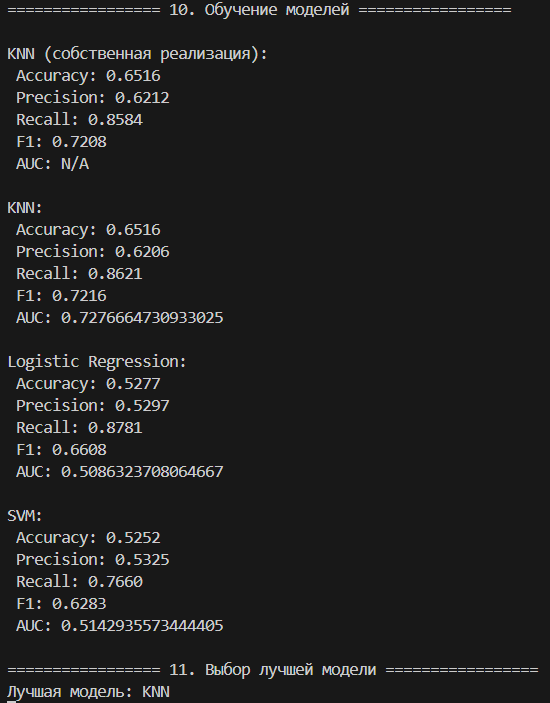 ================= 10. Обучение моделей =================
KNN (собственная реализация):
Accuracy: 0.6516
Precision: 0.6212
Recall: 0.8584
F1: 0.7208
AUC: N/A
KNN:
Accuracy: 0.6516
Precision: 0.6206
Recall: 0.8621
F1: 0.7216
AUC: 0.7276664730933025
Logistic Regression:
Accuracy: 0.5277
Precision: 0.5297
Recall: 0.8781
F1: 0.6608
AUC: 0.5086323708064667
SVM:
Accuracy: 0.5252
Precision: 0.5325
Recall: 0.7660
F1: 0.6283
AUC: 0.5142935573444405
================= 11. Выбор лучшей модели =================
Лучшая модель: KNN